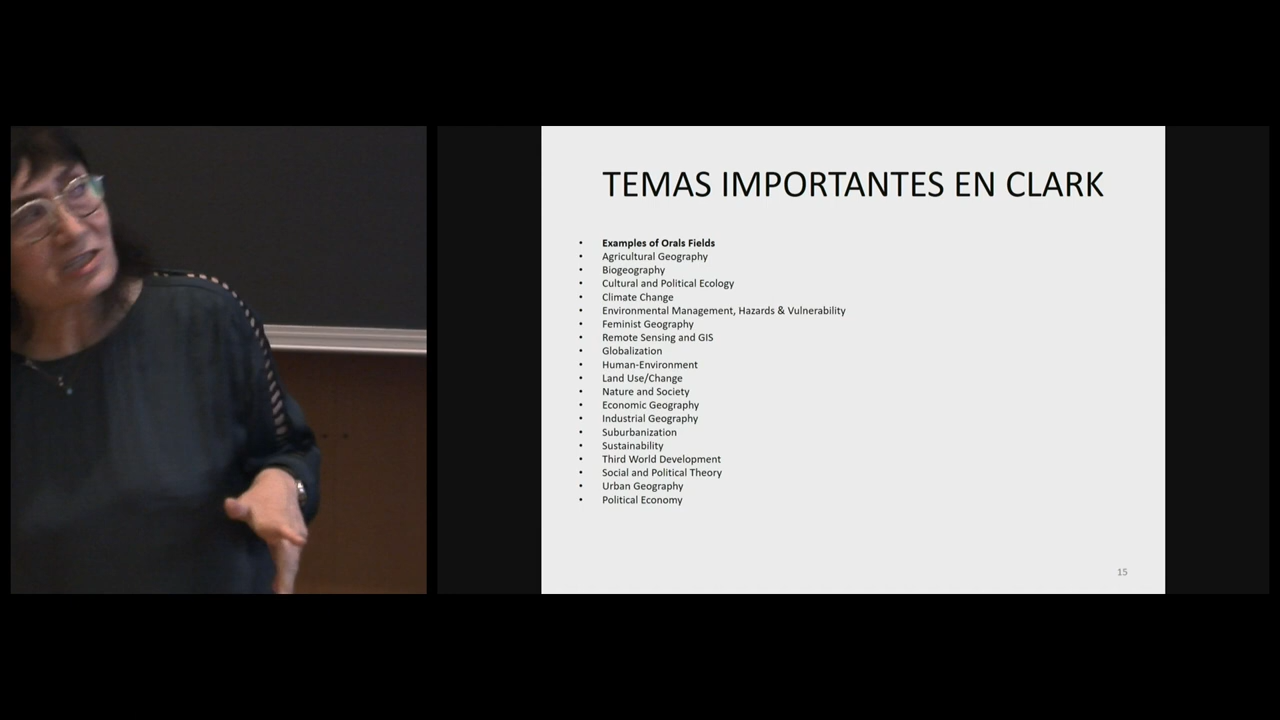 TEMAS IMPORTANTES EN CLARK
• Examples of Orals Fields
• Agricultural Geography
• Biogeography
• Cultural and Political Ecology
• Climate Change
• Environmental Management, Hazards & Vulnerability
• Feminist Geography
• Remote Sensing and GIS
• Globalization
• Human-Environment
• Land Use/Change
• Nature and Society
• Economic Geography
• Industrial Geography
• Suburbanization
• Sustainability
• Third World Development
• Social and Political Theory
• Urban Geography
• Political Economy
15